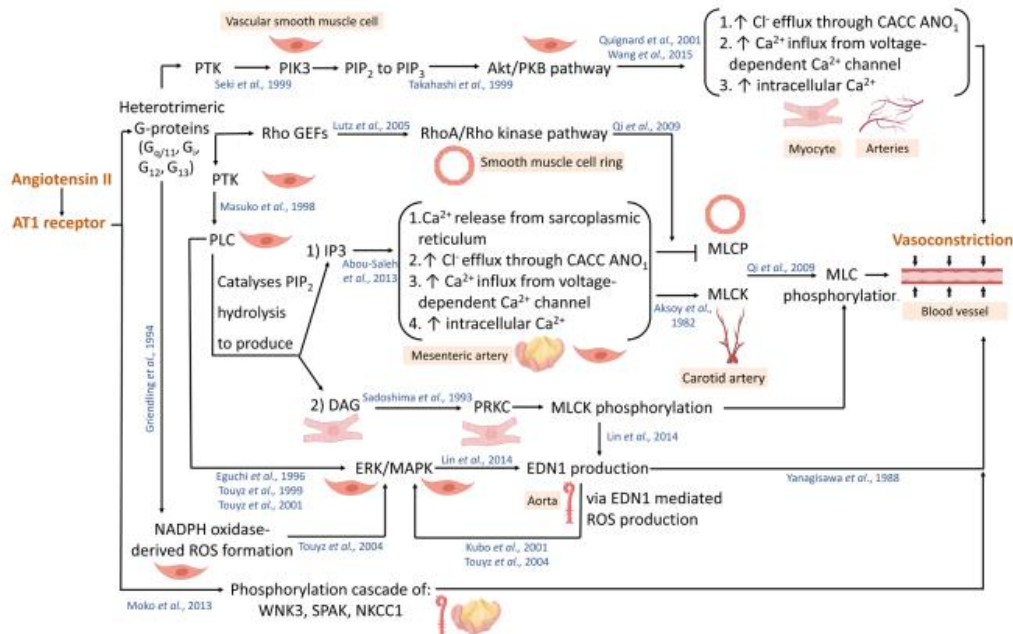 Vascular smooth muscle cell
PTK
PIK3
PIP2 to PIP3
Akt/PKB pathway
Seki et al., 1999
Takahashi et al., 1999
Quignard et al., 2001
Wang et al., 2015
1. ↑ Cl- efflux through CACC ANO1
2. ↑ Ca2+ influx from voltage-
dependent Ca2+ channel
3. ↑ intracellular Ca2+
Myocyte
Arteries
Heterotrimeric
G-proteins
(Gq/11, Gi,
G12, G13)
Rho GEFs
Lutz et al., 2005
RhoA/Rho kinase pathway
Qi et al., 2009
Smooth muscle cell ring
Angiotensin II
AT1 receptor
PTK
Masuko et al., 1998
PLC
Catalyses PIP2
hydrolysis
to produce
1) IP3
Abou-Saleh
et al., 2013
1.Ca2+ release from sarcoplasmic
reticulum
2.↑ Cl- efflux through CACC ANO1
3. ↑ Ca2+ influx from voltage-
dependent Ca2+ channel
4. ↑ intracellular Ca2+
Mesenteric artery
MLCP
MLCK
Aksoy et al.,
1982
Carotid artery
Qi et al., 2009
MLC
phosphorylation
Vasoconstriction
Blood vessel
Griendling et al., 1994
2) DAG
Sadoshima et al., 1993
PRKC
MLCK phosphorylation
Lin et al., 2014
ERK/MAPK
Lin et al., 2014
EDN1 production
Yanagisawa et al., 1988
Eguchi et al., 1996
Touyz et al., 1999
Touyz et al., 2001
Aorta
via EDN1 mediated
ROS production
NADPH oxidase-
derived ROS formation
Touyz et al., 2004
Kubo et al., 2001
Touyz et al., 2004
Moko et al., 2013
Phosphorylation cascade of:
WNK3, SPAK, NKCC1